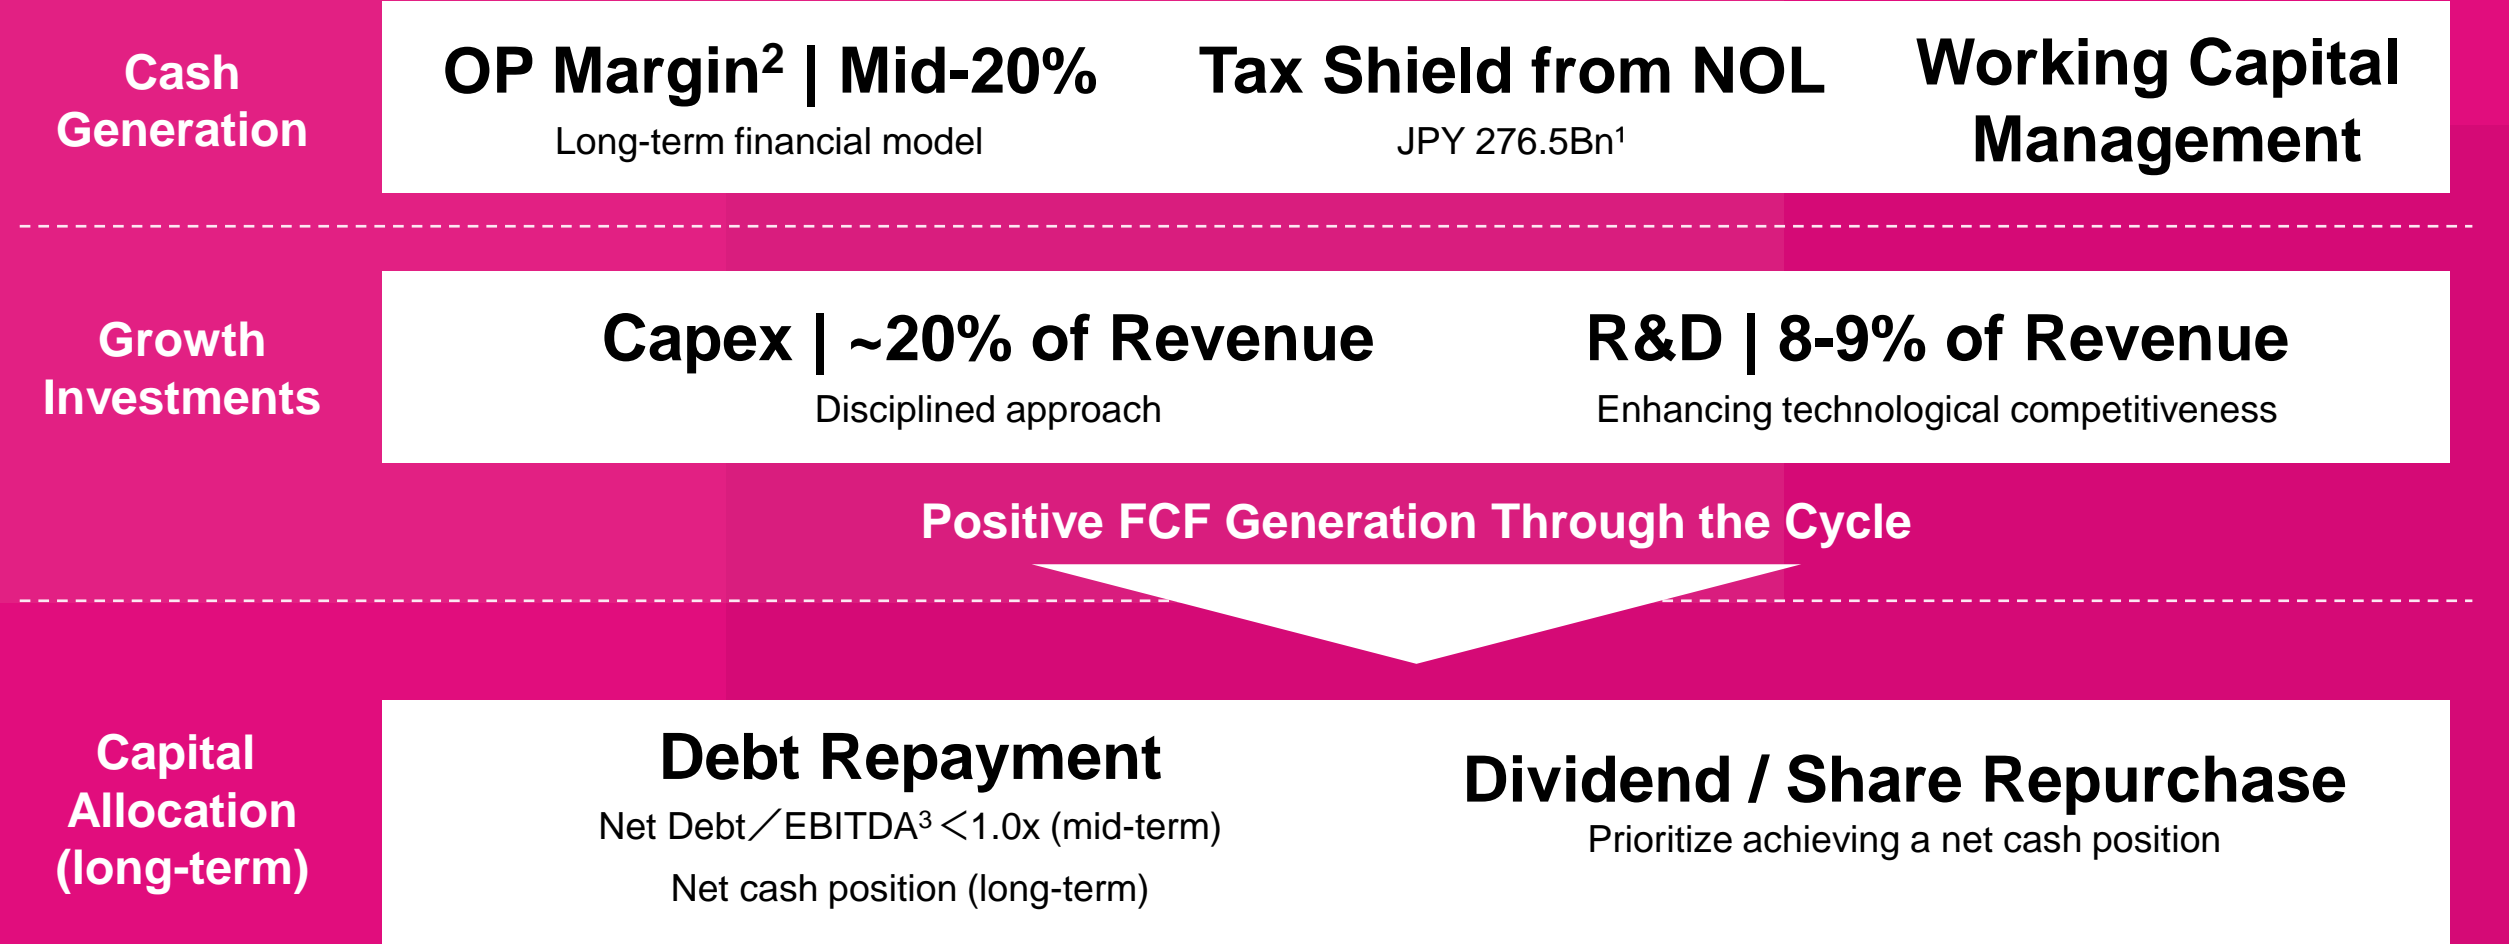 Cash
Generation
OP Margin² | Mid-20%
Long-term financial model
Tax Shield from NOL
JPY 276.5Bn¹
Working Capital
Management
Growth
Investments
Capex | ~20% of Revenue
Disciplined approach
R&D | 8-9% of Revenue
Enhancing technological competitiveness
Positive FCF Generation Through the Cycle
Capital
Allocation
(long-term)
Debt Repayment
Net Debt／EBITDA³＜1.0x (mid-term)
Net cash position (long-term)
Dividend / Share Repurchase
Prioritize achieving a net cash position